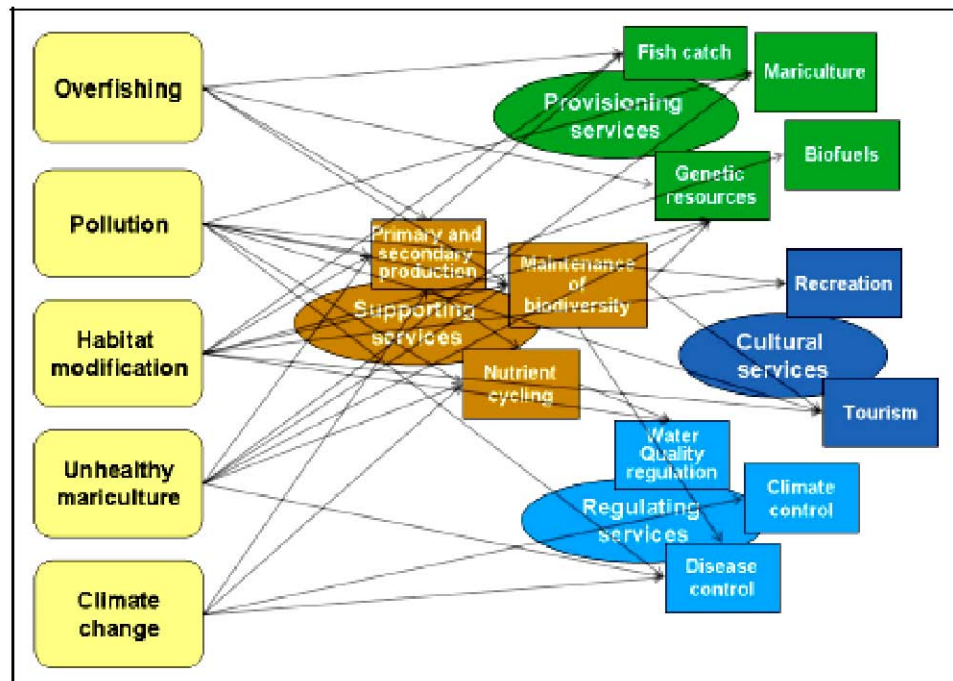 Overfishing
Pollution
Habitat
modification
Unhealthy
mariculture
Climate
change
Fish catch
Mariculture
Provisioning
services
Biofuels
Genetic
resources
Primary and
secondary
production
Maintenance
of
biodiversity
Supporting
services
Nutrient
cycling
Recreation
Cultural
services
Tourism
Water
Quality
regulation
Climate
control
Regulating
services
Disease
control